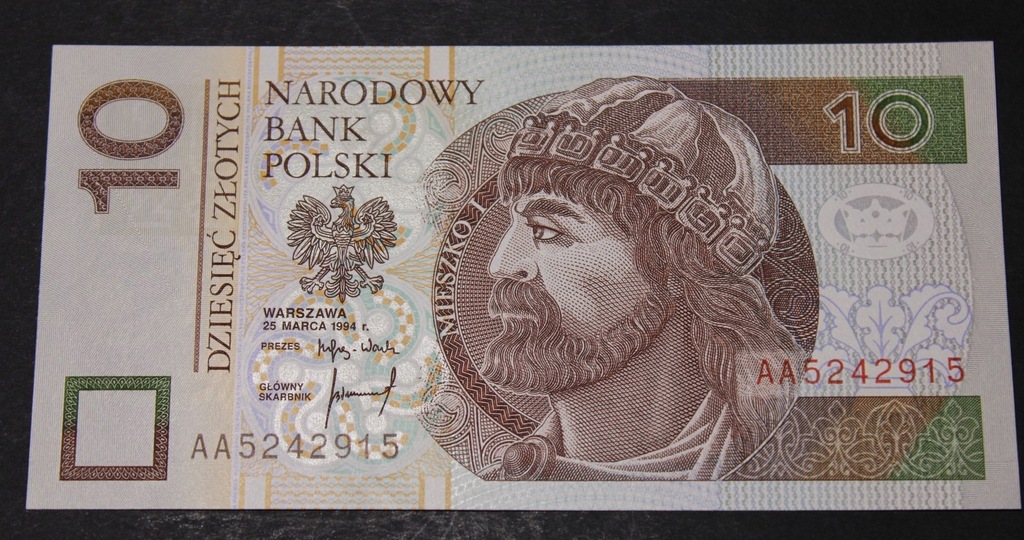 10
DZIESIĘĆ ZŁOTYCH
NARODOWY
BANK
POLSKI
MIESZKO I
10
WARSZAWA
25 MARCA 1994 r.
PREZES
GŁÓWNY
SKARBNIK
AA5242915
AA5242915